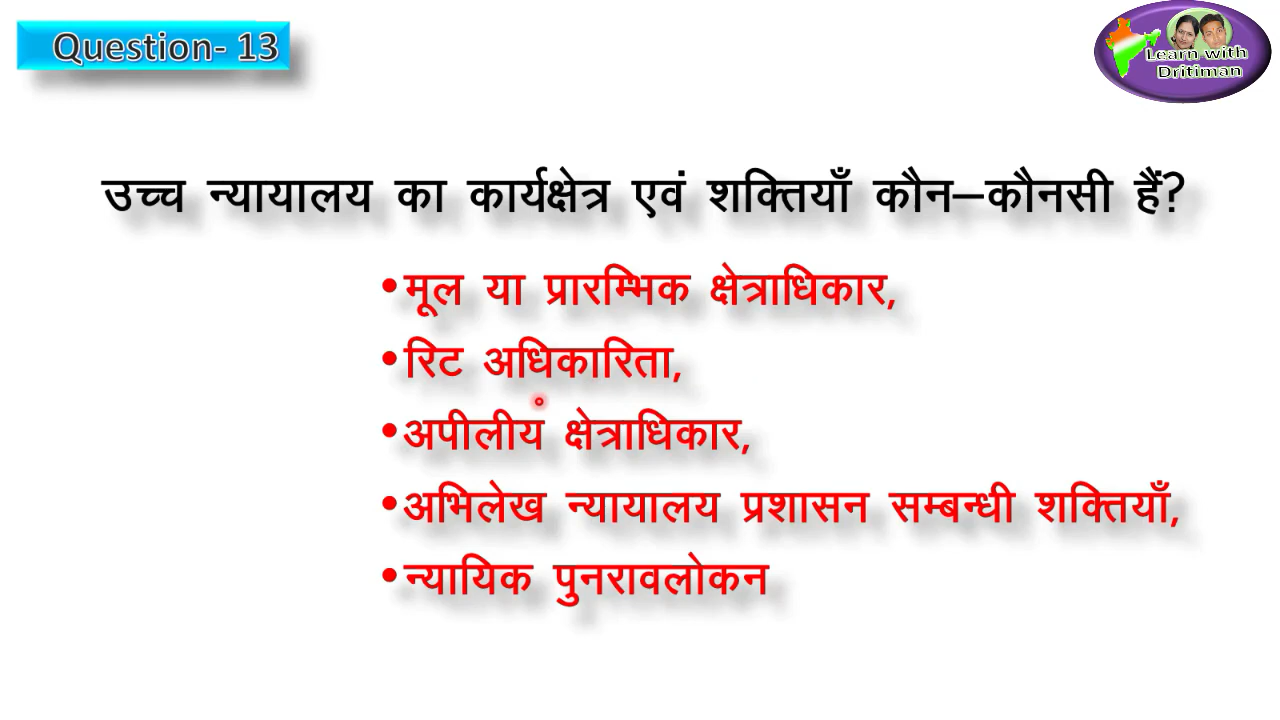 Question- 13
Learn with
Dritiman
उच्च न्यायालय का कार्यक्षेत्र एवं शक्तियाँ कौन–कौनसी हैं?
•मूल या प्रारम्भिक क्षेत्राधिकार,
•रिट अधिकारिता,
•अपीलीय क्षेत्राधिकार,
•अभिलेख न्यायालय प्रशासन सम्बन्धी शक्तियाँ,
•न्यायिक पुनरावलोकन